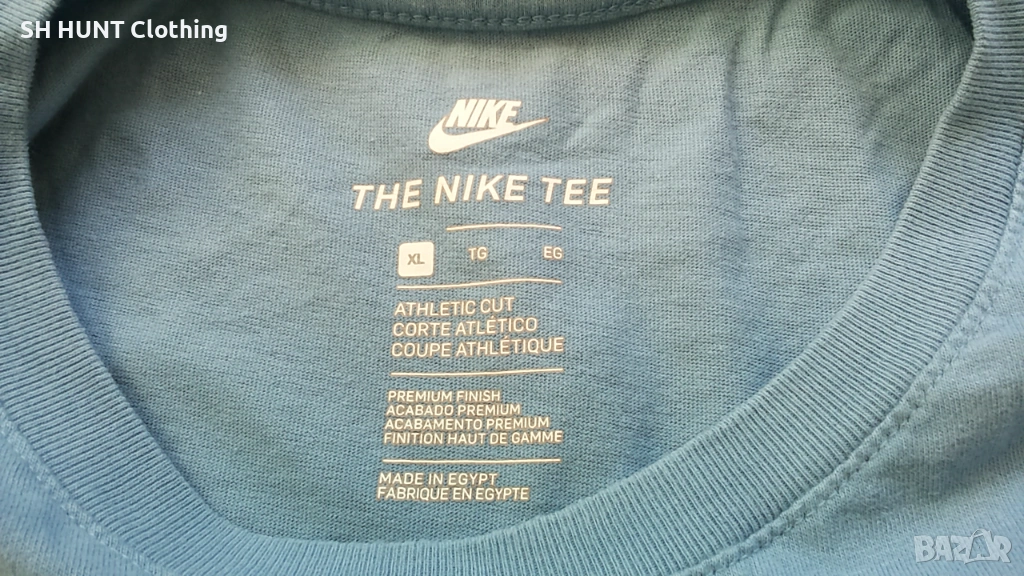 SH HUNT Clothing
NIKE
THE NIKE TEE
XL TG EG
ATHLETIC CUT
CORTE ATLÉTICO
COUPE ATHLÉTIQUE
PREMIUM FINISH
ACABADO PREMIUM
ACABAMENTO PREMIUM
FINITION HAUT DE GAMME
MADE IN EGYPT
FABRIQUE EN EGYPTE
BAZAR